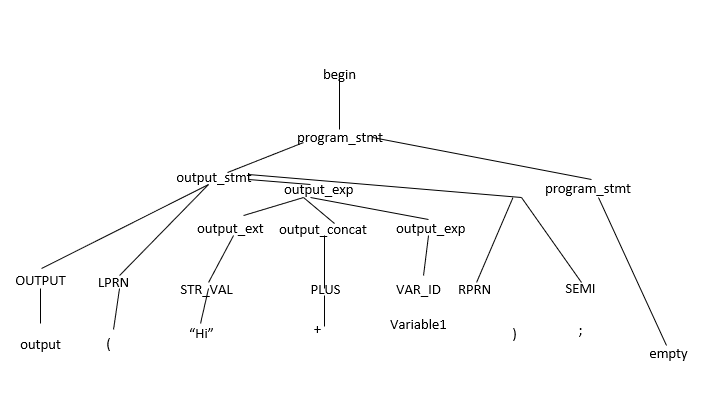 begin
program_stmt
output_stmt
output_exp
program_stmt
output_ext
output_concat
output_exp
OUTPUT
LPRN
STR_VAL
PLUS
VAR_ID
RPRN
SEMI
output
(
“Hi”
+
Variable1
)
;
empty